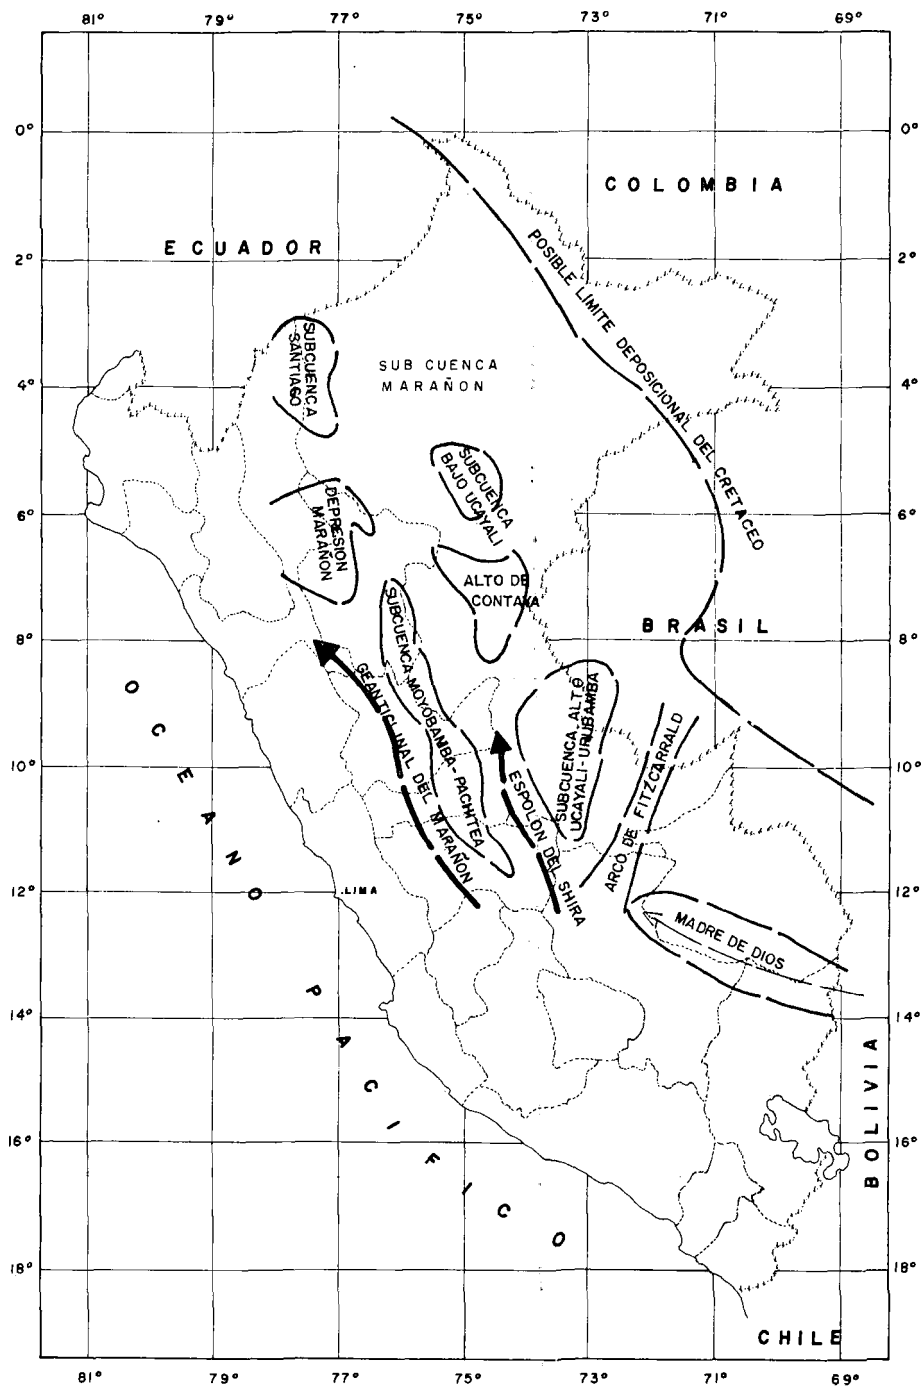 81° 79° 77° 75° 73° 71° 69°
0° 0°
COLOMBIA
ECUADOR
2° 2°
POSIBLE LIMITE DEPOSICIONAL DEL CRETACEO
SUBCUENCA
SANTIAGO
SUB CUENCA
MARAÑON
4° 4°
SUBCUENCA
BAJO UCAYALI
DEPRESION
MARAÑON
6° 6°
ALTO DE
CONTAYA
BRASIL
8° 8°
SUBCUENCA MOYOBAMBA-PACHITEA
GEANTICLINAL DEL MARAÑON
SUBCUENCA ALTO
UCAYALI-URUBAMBA
ESPOLON DEL SHIRA
ARCO DE FITZCARRALD
10° 10°
OCEANO PACIFICO
.LIMA
12° 12°
MADRE DE DIOS
14° 14°
BOLIVIA
16° 16°
18° 18°
CHILE
81° 79° 77° 75° 73° 71° 69°